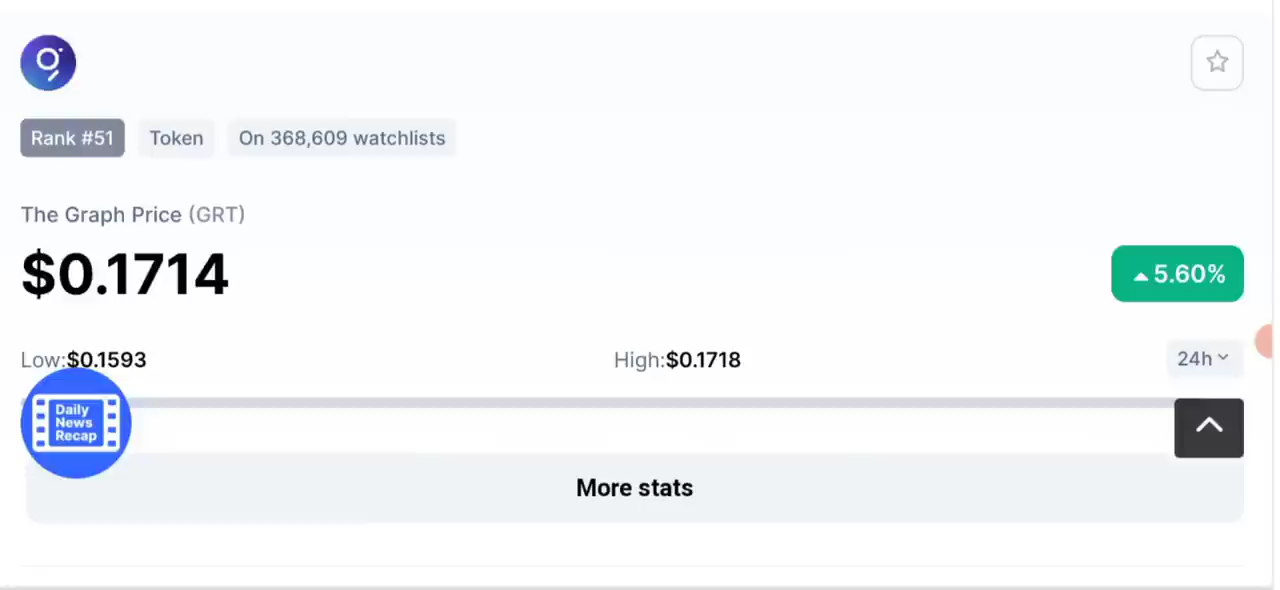 Rank #51 Token On 368,609 watchlists
The Graph Price (GRT)
$0.1714
5.60%
Low:$0.1593 High:$0.1718 24h
Daily
News
Recap
More stats